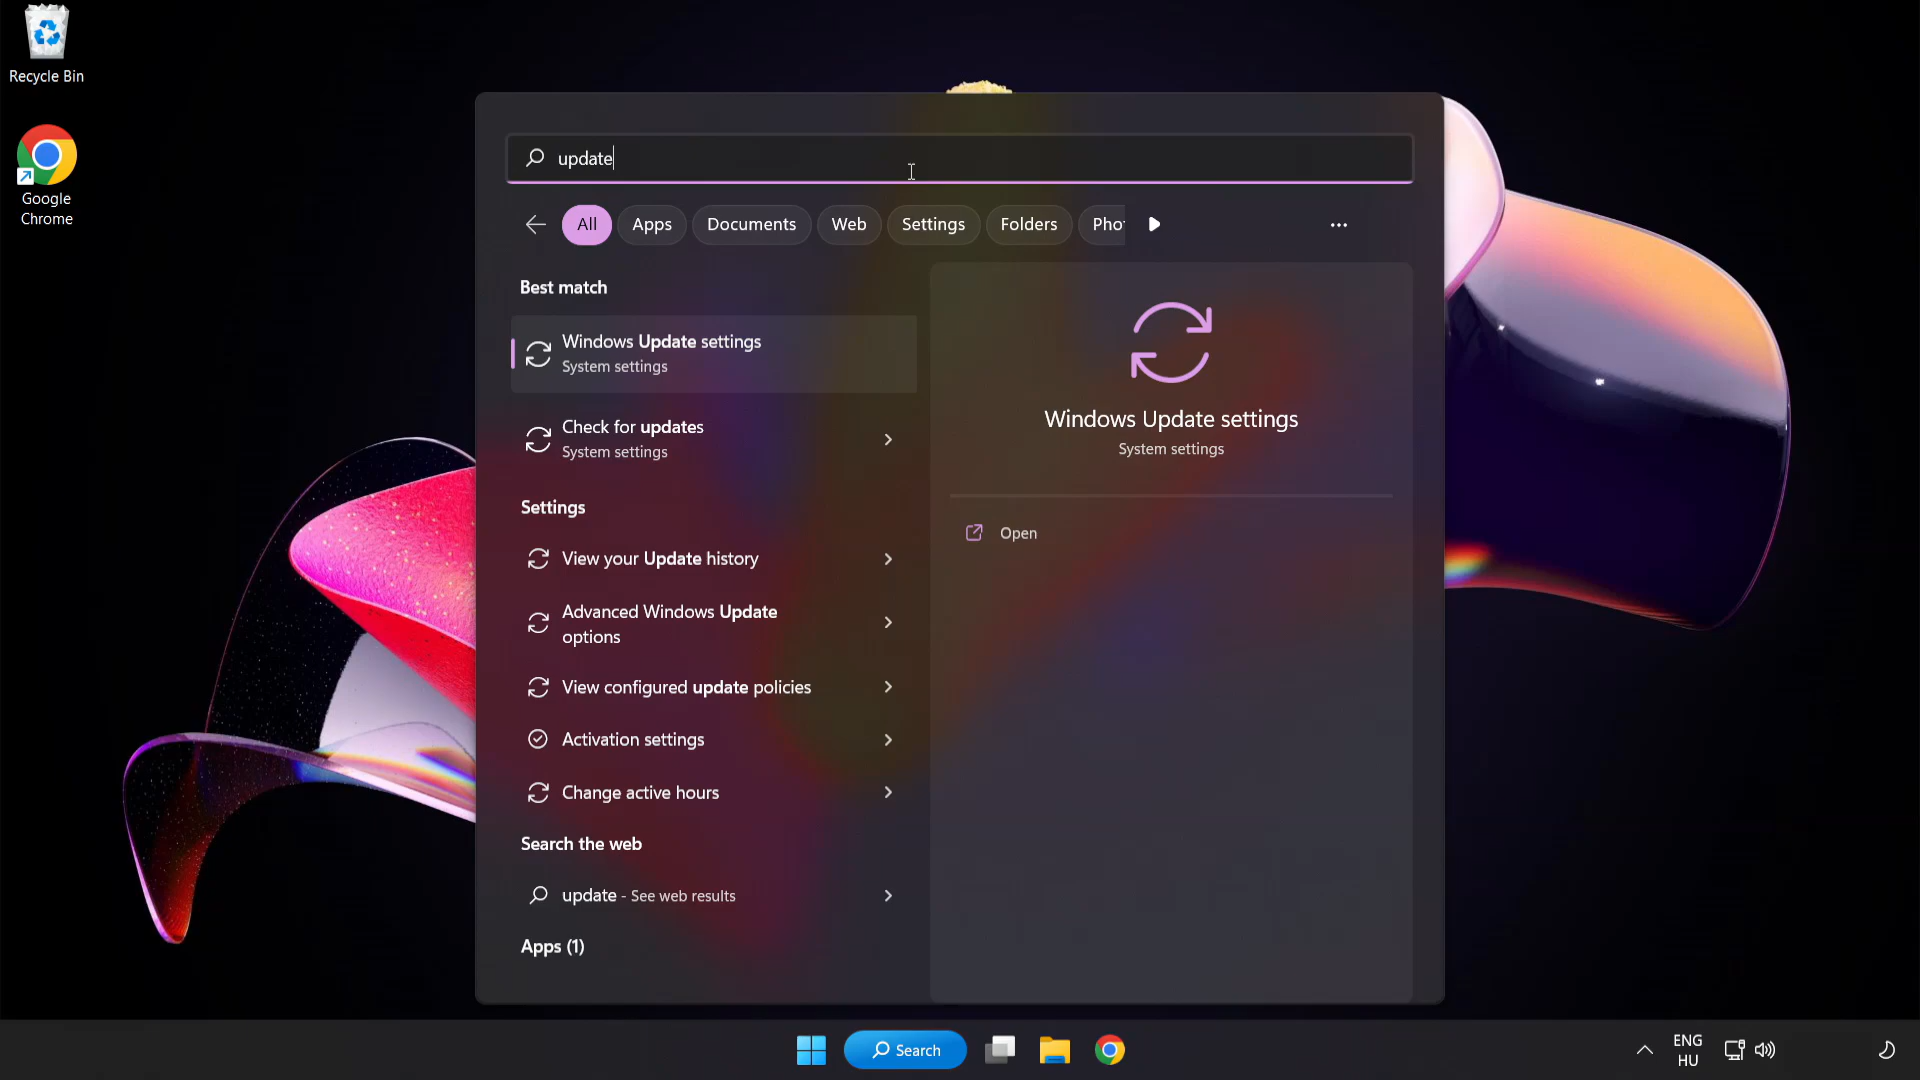 Recycle Bin
Google
Chrome
update
All
Apps
Documents
Web
Settings
Folders
Pho
Best match
Windows Update settings
System settings
Check for updates
System settings
Settings
View your Update history
Advanced Windows Update
options
View configured update policies
Activation settings
Change active hours
Search the web
update - See web results
Apps (1)
Windows Update settings
System settings
Open
Search
ENG
HU